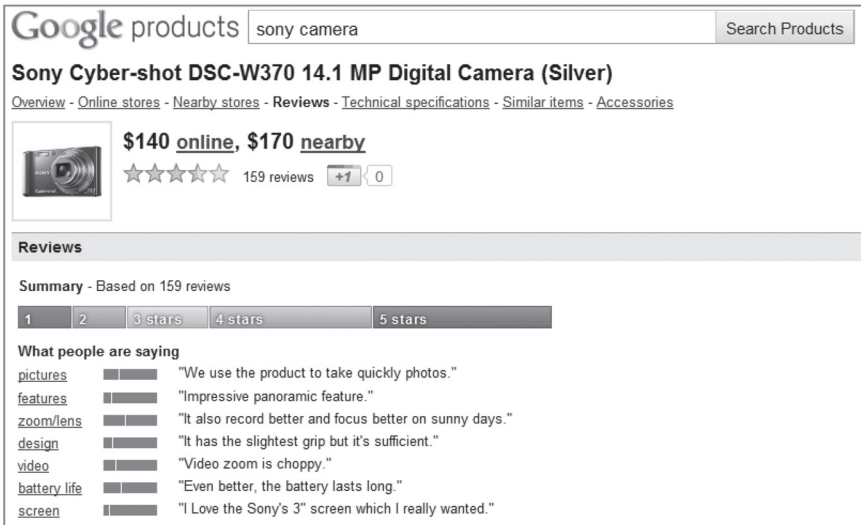 Google products sony camera Search Products
Sony Cyber-shot DSC-W370 14.1 MP Digital Camera (Silver)
Overview - Online stores - Nearby stores - Reviews - Technical specifications - Similar items - Accessories
$140 online, $170 nearby
159 reviews +1 0
Reviews
Summary - Based on 159 reviews
1 2 3 stars 4 stars 5 stars
What people are saying
pictures "We use the product to take quickly photos."
features "Impressive panoramic feature."
zoom/lens "It also record better and focus better on sunny days."
design "It has the slightest grip but it's sufficient."
video "Video zoom is choppy."
battery life "Even better, the battery lasts long."
screen "I Love the Sony's 3" screen which I really wanted."